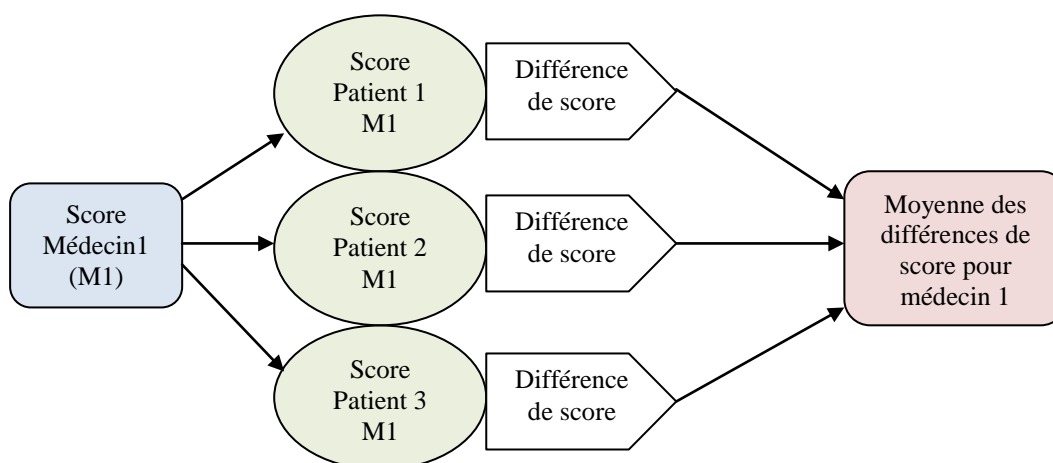 Score
Médecin1
(M1)
Score
Patient 1
M1
Différence
de score
Score
Patient 2
M1
Différence
de score
Score
Patient 3
M1
Différence
de score
Moyenne des
différences de
score pour
médecin 1